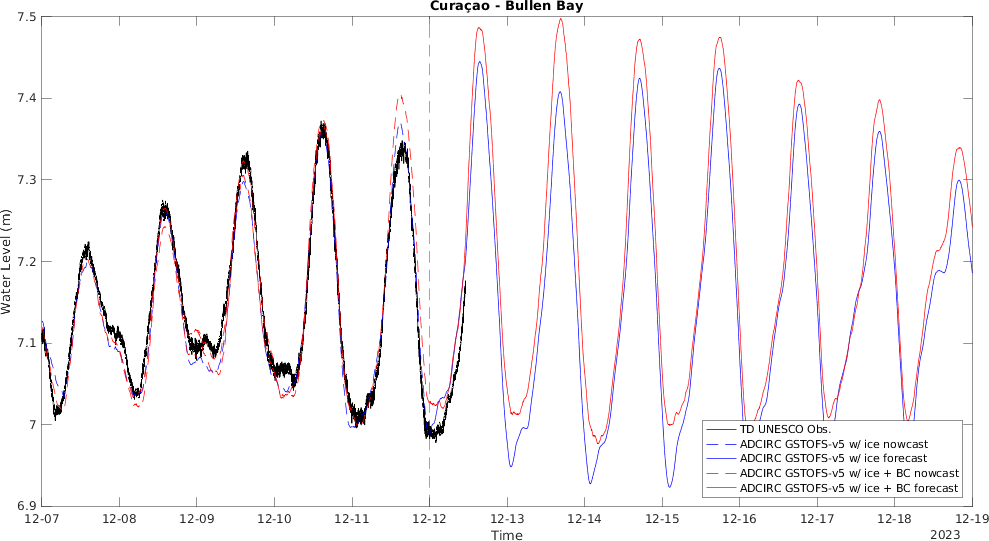 Curaçao - Bullen Bay
7.5
7.4
7.3
7.2
7.1
7
6.9
Water Level (m)
12-07 12-08 12-09 12-10 12-11 12-12 12-13 12-14 12-15 12-16 12-17 12-18 12-19
Time
2023
TD UNESCO Obs.
ADCIRC GSTOFS-v5 w/ ice nowcast
ADCIRC GSTOFS-v5 w/ ice forecast
ADCIRC GSTOFS-v5 w/ ice + BC nowcast
ADCIRC GSTOFS-v5 w/ ice + BC forecast